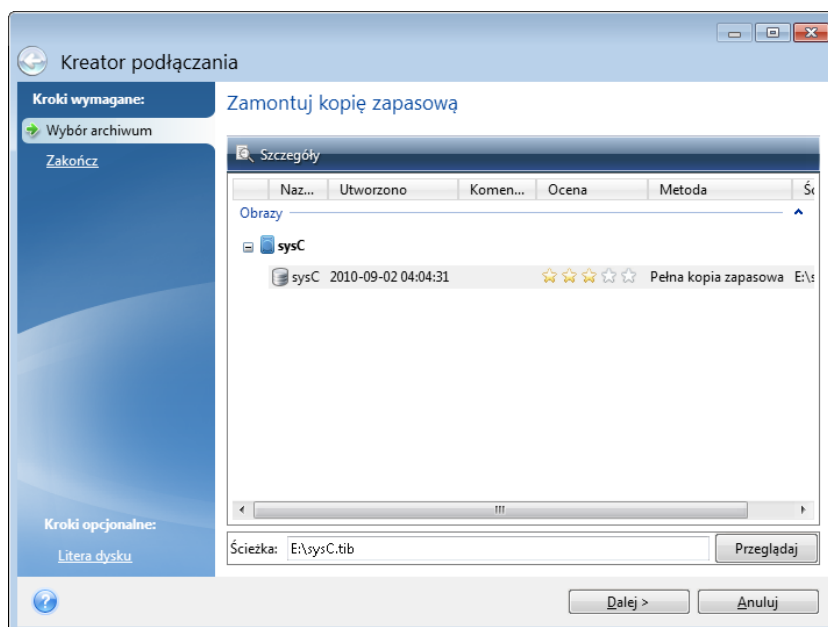 Kreator podłączania
Kroki wymagane:
Wybór archiwum
Zakończ
Zamontuj kopię zapasową
Szczegóły
Naz... Utworzono Komen... Ocena Metoda
Obrazy
sysC
sysC 2010-09-02 04:04:31 Pełna kopia zapasowa E:\s
Kroki opcjonalne:
Litera dysku
Ścieżka: E:\sysC.tib Przeglądaj
Dalej > Anuluj